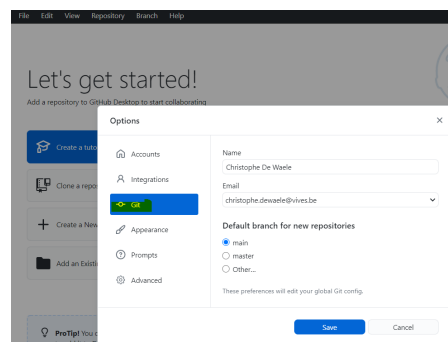 File Edit View Repository Branch Help
Let's get started!
Add a repository to GitHub Desktop to start collaborating
Create a tuto
Clone a repos
Create a New
Add an Existi
ProTip! You c
Options
Accounts
Integrations
Git
Appearance
Prompts
Advanced
Name
Christophe De Waele
Email
christophe.dewaele@vives.be
Default branch for new repositories
main
master
Other...
These preferences will edit your global Git config.
Save Cancel